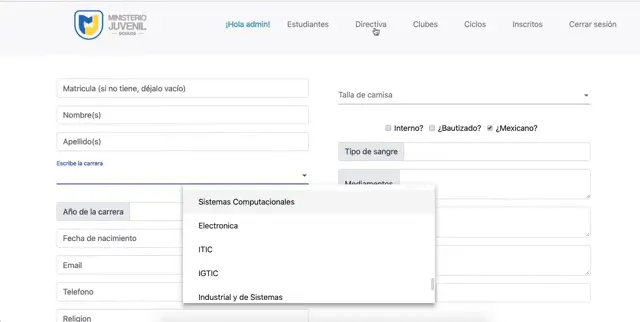 MINISTERIO
JUVENIL
¡Hola admin!
Estudiantes
Directiva
Clubes
Ciclos
Inscritos
Cerrar sesión
Matricula (si no tiene, déjalo vacío)
Nombre(s)
Apellido(s)
Escribe la carrera
Sistemas Computacionales
Electronica
ITIC
IGTIC
Industrial y de Sistemas
Año de la carrera
Fecha de nacimiento
Email
Telefono
Religion
Talla de camisa
Interno?
¿Bautizado?
¿Mexicano?
Tipo de sangre
Medicamentos